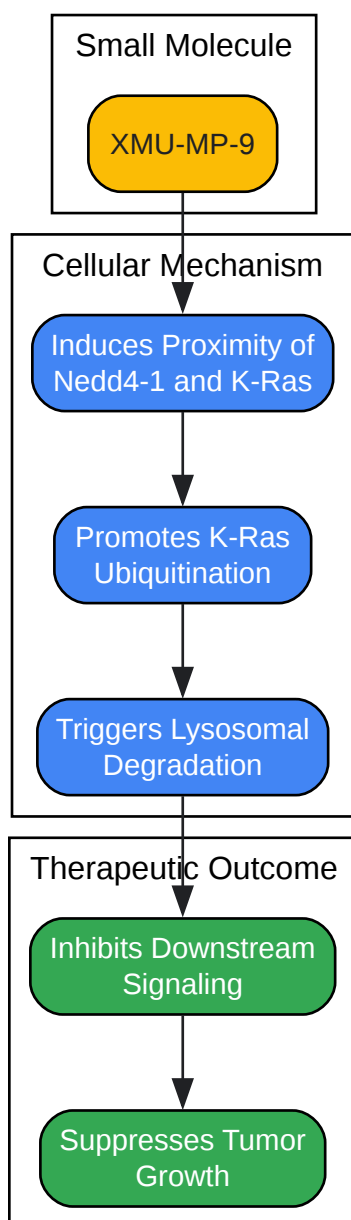 Small Molecule
XMU-MP-9
Cellular Mechanism
Induces Proximity of
Nedd4-1 and K-Ras
Promotes K-Ras
Ubiquitination
Triggers Lysosomal
Degradation
Therapeutic Outcome
Inhibits Downstream
Signaling
Suppresses Tumor
Growth